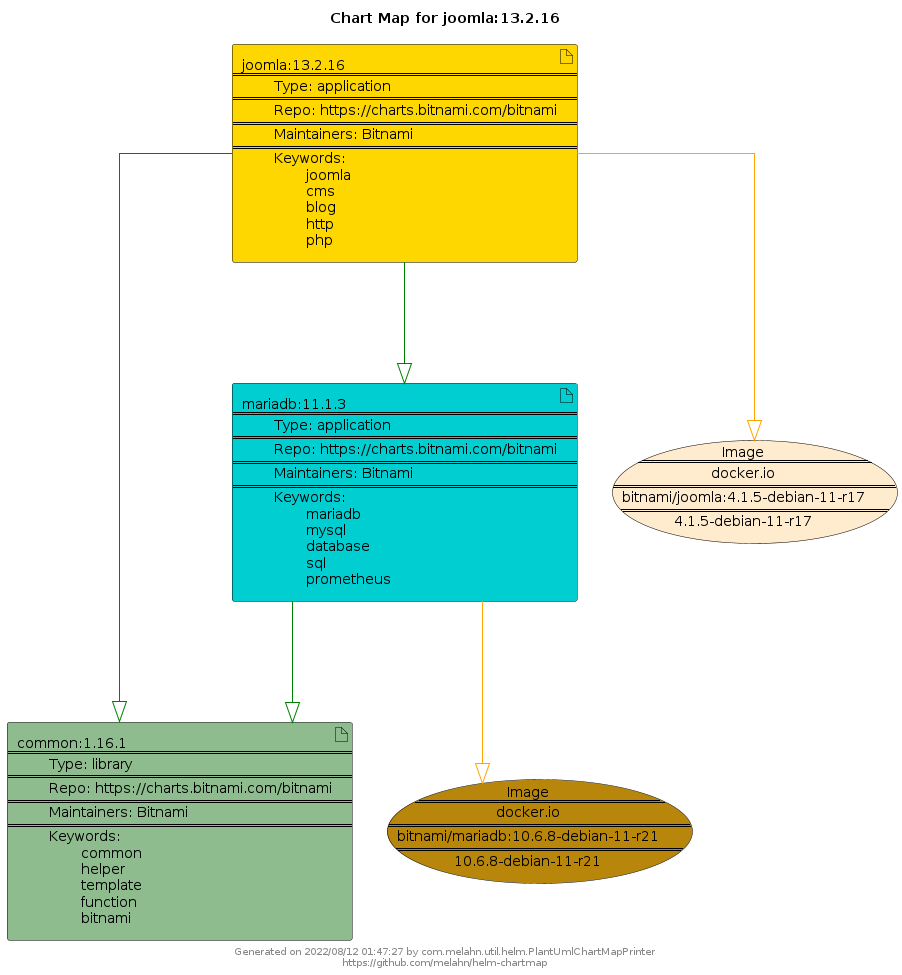 Chart Map for joomla:13.2.16
joomla:13.2.16
Type: application
Repo: https://charts.bitnami.com/bitnami
Maintainers: Bitnami
Keywords:
joomla
cms
blog
http
php
mariadb:11.1.3
Type: application
Repo: https://charts.bitnami.com/bitnami
Maintainers: Bitnami
Keywords:
mariadb
mysql
database
sql
prometheus
Image
docker.io
bitnami/joomla:4.1.5-debian-11-r17
4.1.5-debian-11-r17
common:1.16.1
Type: library
Repo: https://charts.bitnami.com/bitnami
Maintainers: Bitnami
Keywords:
common
helper
template
function
bitnami
Image
docker.io
bitnami/mariadb:10.6.8-debian-11-r21
10.6.8-debian-11-r21
Generated on 2022/08/12 01:47:27 by com.melahn.util.helm.PlantUmlChartMapPrinter
https://github.com/melahn/helm-chartmap